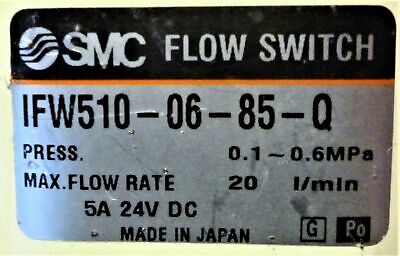 SMC FLOW SWITCH
IFW510-06-85-Q
PRESS. 0.1~0.6MPa
MAX.FLOW RATE 20 l/min
5A 24V DC
MADE IN JAPAN G Po